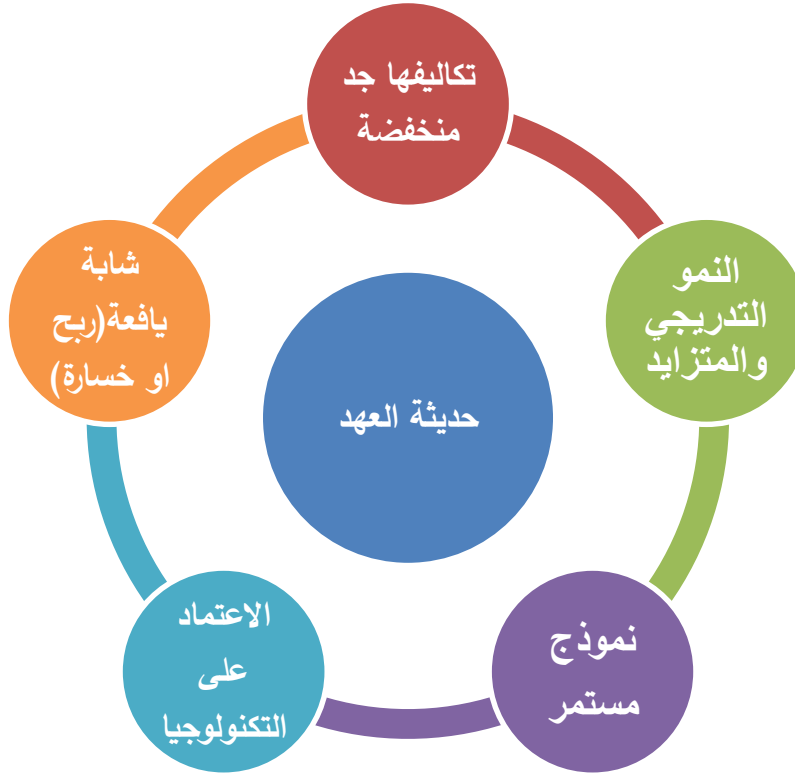 تكاليفها جد
منخفضة
النمو
التدريجي
والمتزايد
نموذج
مستمر
الاعتماد
على
التكنولوجيا
شابة
يافعة(ربح
او خسارة)
حديثة العهد